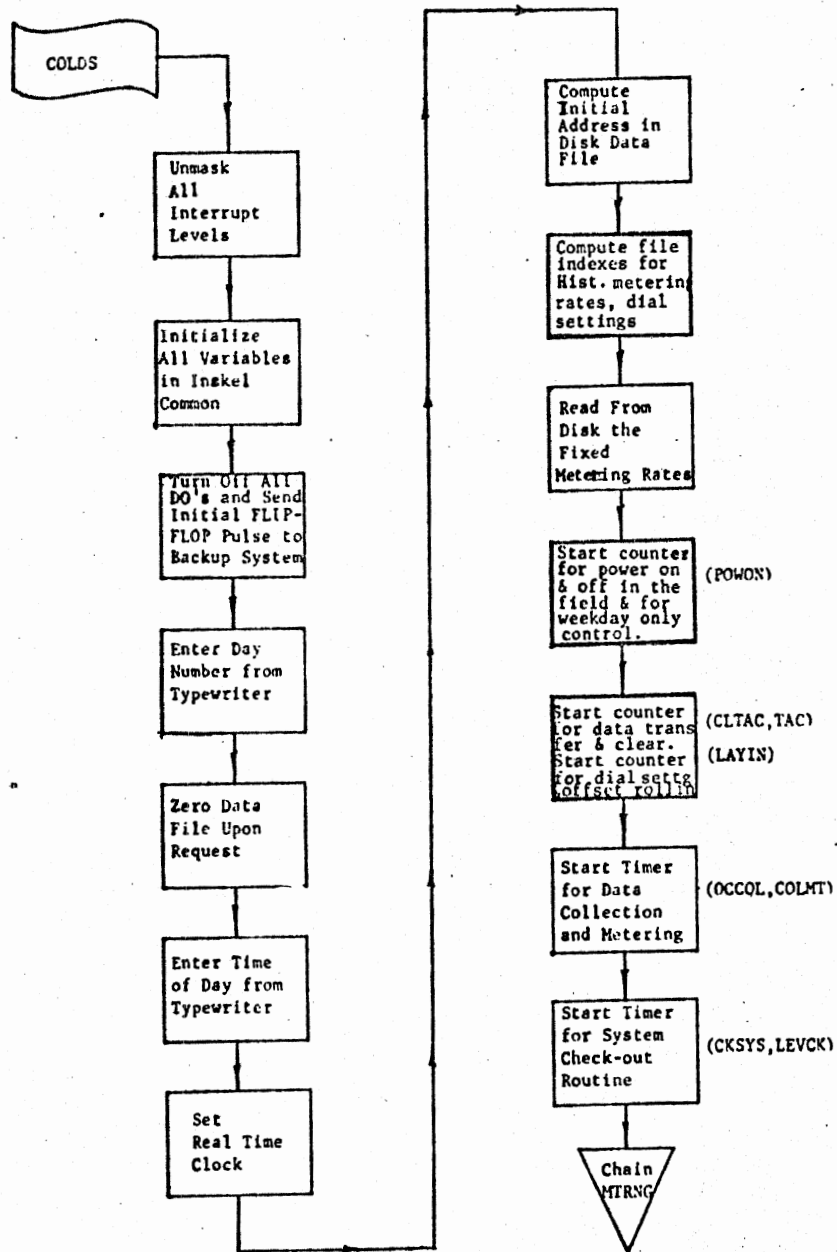 COLDS
Unmask
All
Interrupt
Levels
Initialize
All Variables
in Inskel
Common
Turn Off All
DO's and Send
Initial FLIP-
FLOP Pulse to
Backup System
Enter Day
Number from
Typewriter
Zero Data
File Upon
Request
Enter Time
of Day from
Typewriter
Set
Real Time
Clock
Compute
Initial
Address in
Disk Data
File
Compute file
indexes for
Hist. meterin
rates, dial
settings
Read From
Disk the
Fixed
Metering Rates
Start counter
for power on
& off in the
field & for
weekday only
control.
(POWON)
Start counter
for data trans
fer & clear.
Start counter
for dial settg
offset rollin
(CLTAC,TAC)
(LAYIN)
Start Timer
for Data
Collection
and Metering
(OCCQL,COLMT)
Start Timer
for System
Check-out
Routine
(CKSYS,LEVCK)
Chain
MTRNG